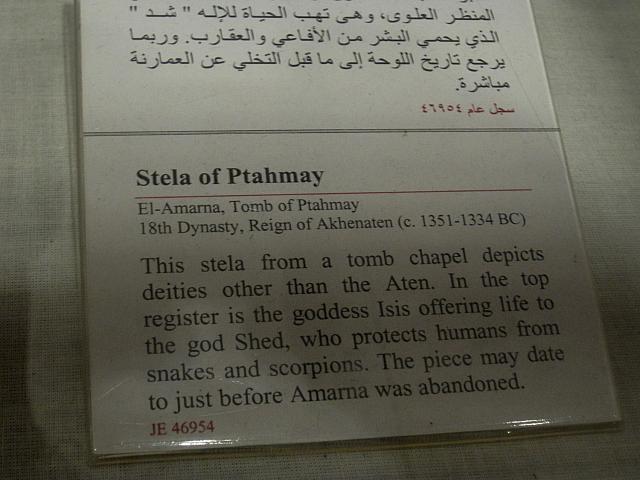 المنظر العلوى، وهى تهب الحياة للإله " شد "
الذي يحمي البشر من الأفاعي والعقارب. وربما
يرجع تاريخ اللوحة إلى ما قبل التخلي عن العمارنة
مباشرة.
سجل عام ٤٦٩٥٤
Stela of Ptahmay
El-Amarna, Tomb of Ptahmay
18th Dynasty, Reign of Akhenaten (c. 1351-1334 BC)
This stela from a tomb chapel depicts
deities other than the Aten. In the top
register is the goddess Isis offering life to
the god Shed, who protects humans from
snakes and scorpions. The piece may date
to just before Amarna was abandoned.
JE 46954